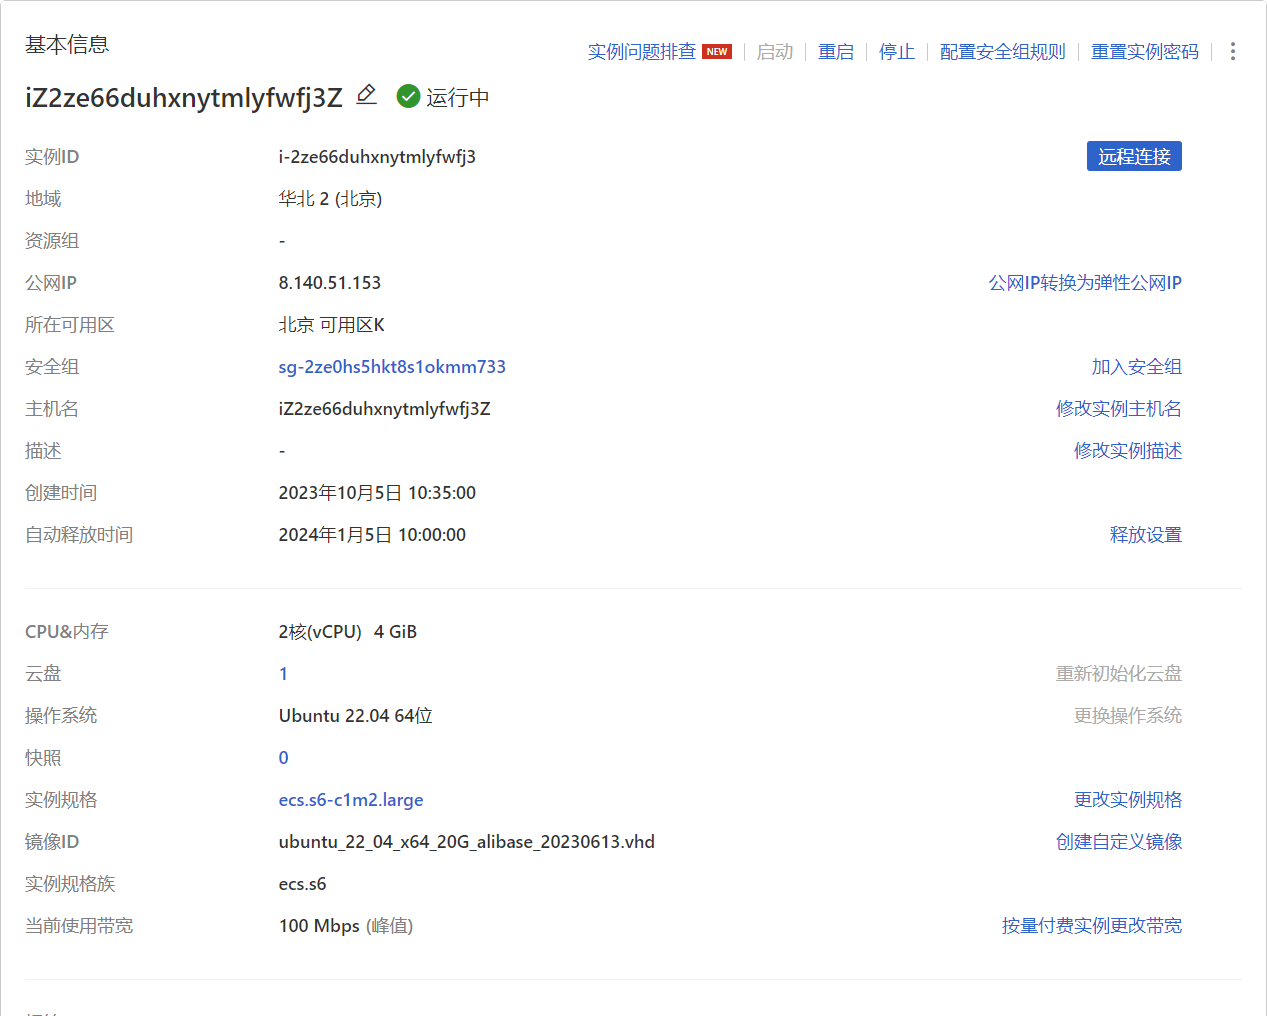 基本信息
实例问题排查 NEW 启动 重启 停止 配置安全组规则 重置实例密码
iZ2ze66duhxnytmlyfwfj3Z 运行中
实例ID i-2ze66duhxnytmlyfwfj3 远程连接
地域 华北 2 (北京)
资源组 -
公网IP 8.140.51.153 公网IP转换为弹性公网IP
所在可用区 北京 可用区K
安全组 sg-2ze0hs5hkt8s1okmm733 加入安全组
主机名 iZ2ze66duhxnytmlyfwfj3Z 修改实例主机名
描述 - 修改实例描述
创建时间 2023年10月5日 10:35:00
自动释放时间 2024年1月5日 10:00:00 释放设置
CPU&内存 2核(vCPU) 4 GiB
云盘 1 重新初始化云盘
操作系统 Ubuntu 22.04 64位 更换操作系统
快照 0
实例规格 ecs.s6-c1m2.large 更改实例规格
镜像ID ubuntu_22_04_x64_20G_alibase_20230613.vhd 创建自定义镜像
实例规格族 ecs.s6
当前使用带宽 100 Mbps (峰值) 按量付费实例更改带宽